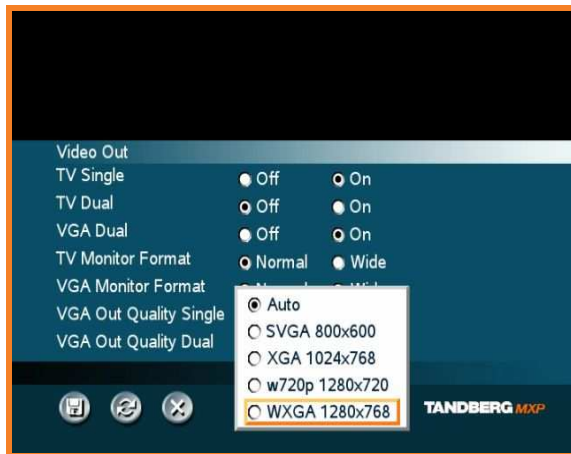 Video Out
TV Single Off On
TV Dual Off On
VGA Dual Off On
TV Monitor Format Normal Wide
VGA Monitor Format
VGA Out Quality Single
VGA Out Quality Dual
Auto
SVGA 800x600
XGA 1024x768
w720p 1280x720
WXGA 1280x768
TANDBERG MXP